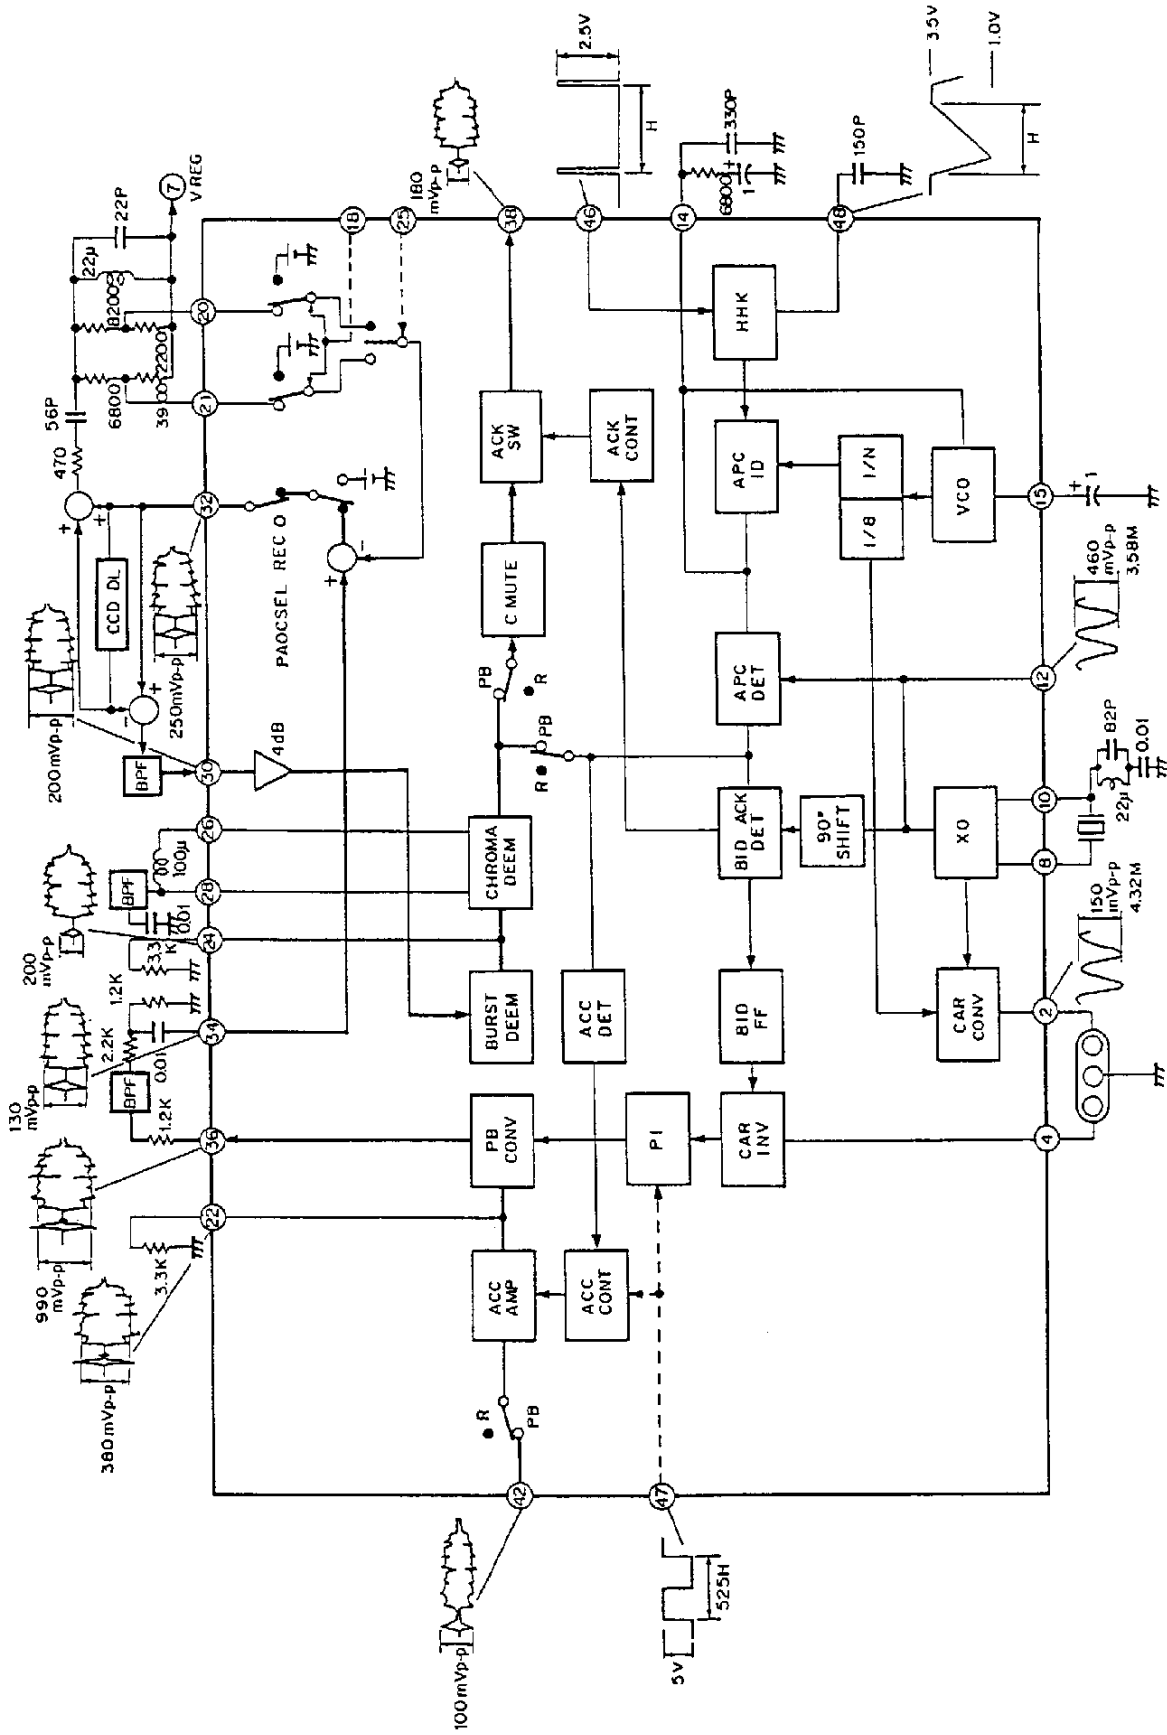 100mVp-p
42
R
PB
5V
525H
47
380mVp-p
3.3K
22
990
mVp-p
36
1.2K
BPF
2.2K
0.01
1.2K
130
mVp-p
34
200
mVp-p
24
3.3
K
0.01
BPF
28
100μ
26
200mVp-p
30
BPF
4dB
250mVp-p
CCD DL
32
+
+
+
-
470
56P
6800
3900
2200
8200
22μ
22P
7
V REG
21
20
18
25
PAOCSEL REC O
+
-
180
mVp-p
38
46
2.5V
H
14
6800
+
1
330P
48
150P
3.5V
1.0V
H
ACC
AMP
ACC
CONT
PB
CONV
PI
CAR
INV
BURST
DEEM
ACC
DET
BID
FF
CAR
CONV
CHROMA
DEEM
R
PB
PB
R
BID
DET
ACK
90°
SHIFT
XO
C MUTE
APC
DET
ACK
SW
ACK
CONT
APC
ID
1/8
1/N
VCO
HHK
4
2
150
mVp-p
4.32M
8
10
22μ
82P
0.01
12
460
mVp-p
3.58M
15
+
1